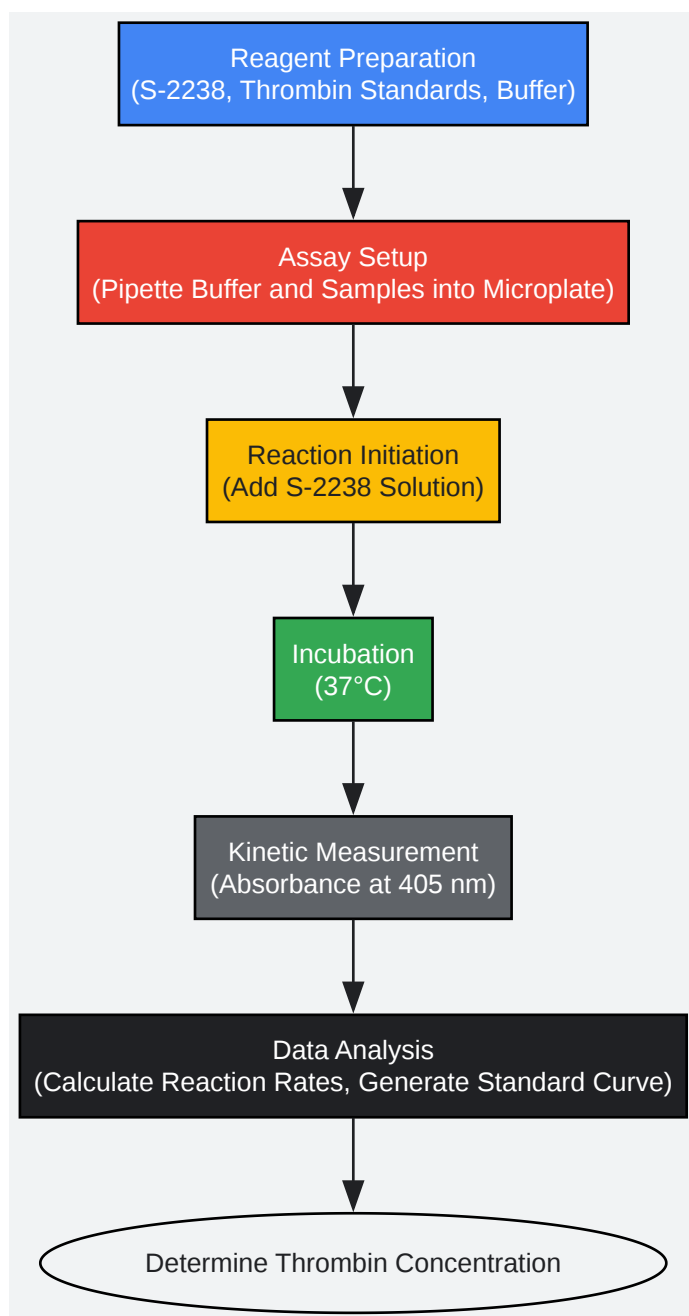 Reagent Preparation
(S-2238, Thrombin Standards, Buffer)
Assay Setup
(Pipette Buffer and Samples into Microplate)
Reaction Initiation
(Add S-2238 Solution)
Incubation
(37°C)
Kinetic Measurement
(Absorbance at 405 nm)
Data Analysis
(Calculate Reaction Rates, Generate Standard Curve)
Determine Thrombin Concentration